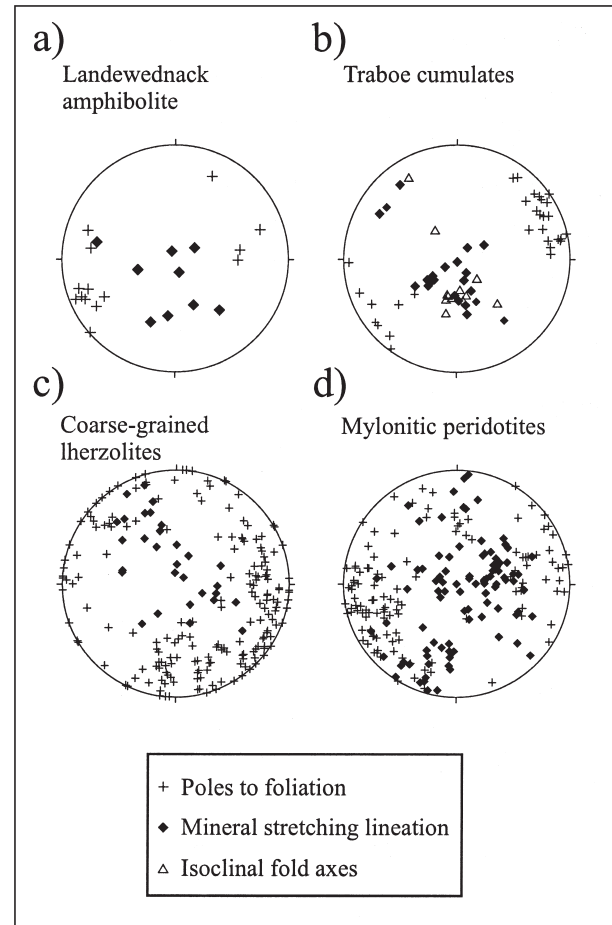 a)
Landewednack
amphibolite
b)
Traboe cumulates
c)
Coarse-grained
lherzolites
d)
Mylonitic peridotites
Poles to foliation
Mineral stretching lineation
Isoclinal fold axes